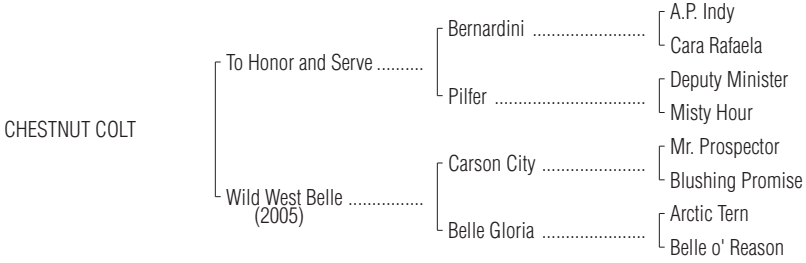 A.P. Indy
Bernardini ........................
Cara Rafaela
To Honor and Serve ..........
Deputy Minister
Pilfer ................................
Misty Hour
CHESTNUT COLT
Mr. Prospector
Carson City ......................
Blushing Promise
Wild West Belle ................
(2005)
Arctic Tern
Belle Gloria ......................
Belle o' Reason